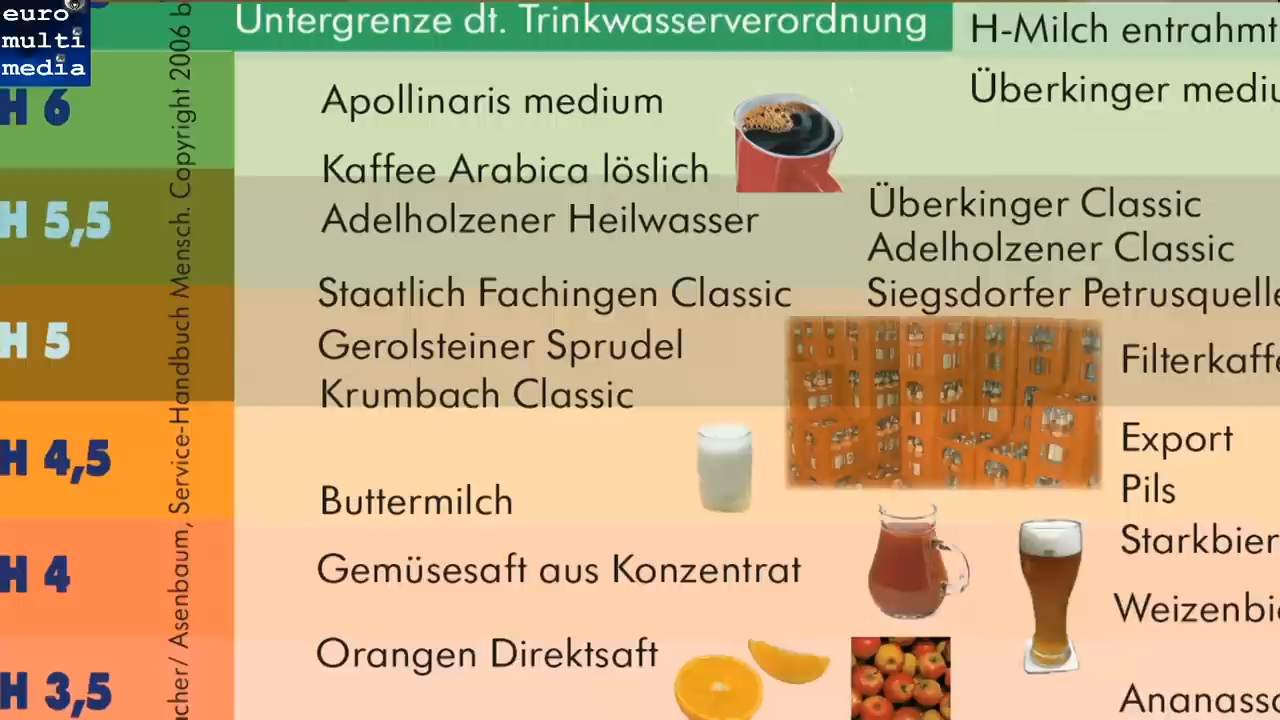 euro
multi
media
Untergrenze dt. Trinkwasserverordnung
H-Milch entrahmt
H 6
Apollinaris medium
Überkinger mediu
Kaffee Arabica löslich
H 5,5
Adelholzener Heilwasser
Überkinger Classic
Adelholzener Classic
Staatlich Fachingen Classic
Siegsdorfer Petrusquelle
H 5
Gerolsteiner Sprudel
Filterkaffe
Krumbach Classic
H 4,5
Export
Buttermilch
Pils
Starkbier
H 4
Gemüsesaft aus Konzentrat
Weizenbie
Orangen Direktsaft
H 3,5
Ananassa
acher/ Asenbaum, Service-Handbuch Mensch. Copyright 2006 b